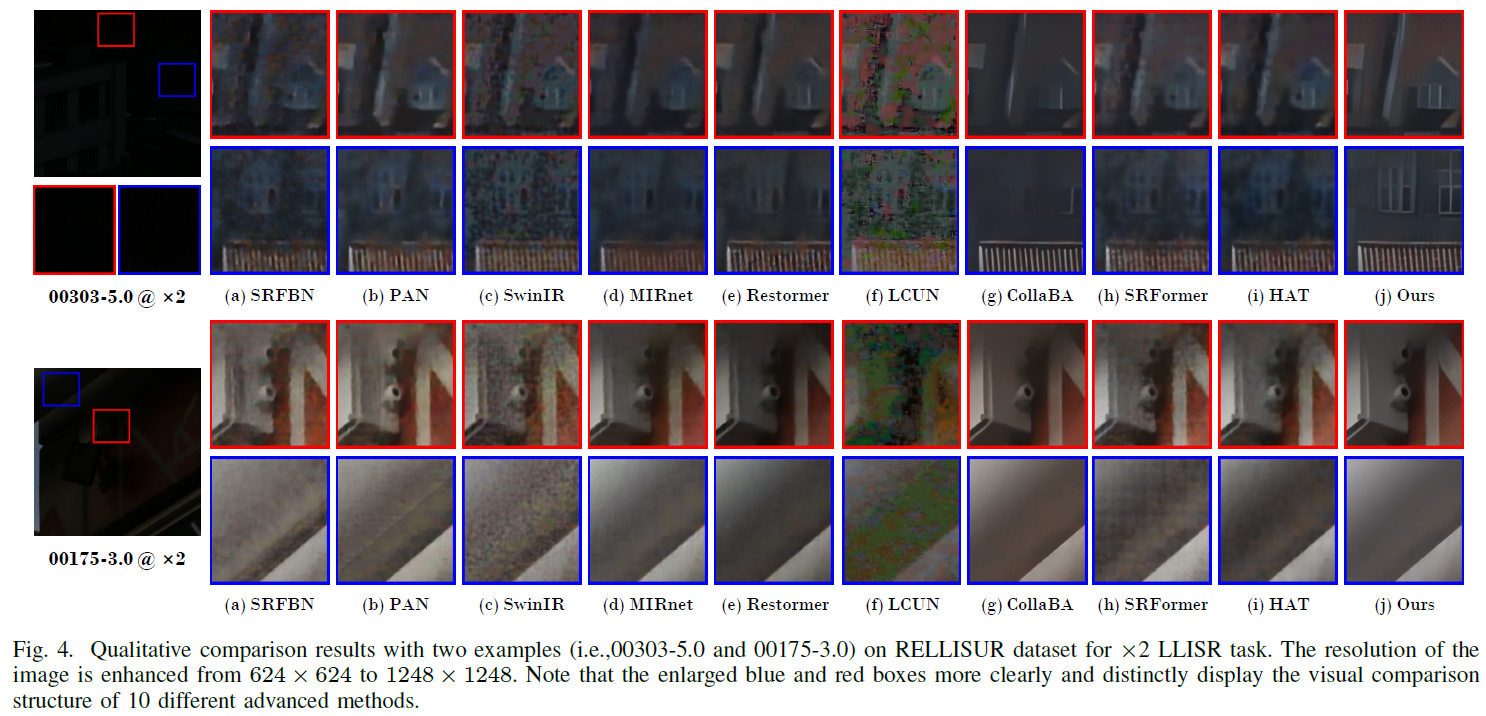 00303-5.0 @ ×2 (a) SRFBN (b) PAN (c) SwinIR (d) MIRnet (e) Restormer (f) LCUN (g) CollaBA (h) SRFormer (i) HAT (j) Ours
00175-3.0 @ ×2
(a) SRFBN (b) PAN (c) SwinIR (d) MIRnet (e) Restormer (f) LCUN (g) CollaBA (h) SRFormer (i) HAT (j) Ours
Fig. 4. Qualitative comparison results with two examples (i.e.,00303-5.0 and 00175-3.0) on RELLISUR dataset for ×2 LLISR task. The resolution of the
image is enhanced from 624 × 624 to 1248 × 1248. Note that the enlarged blue and red boxes more clearly and distinctly display the visual comparison
structure of 10 different advanced methods.